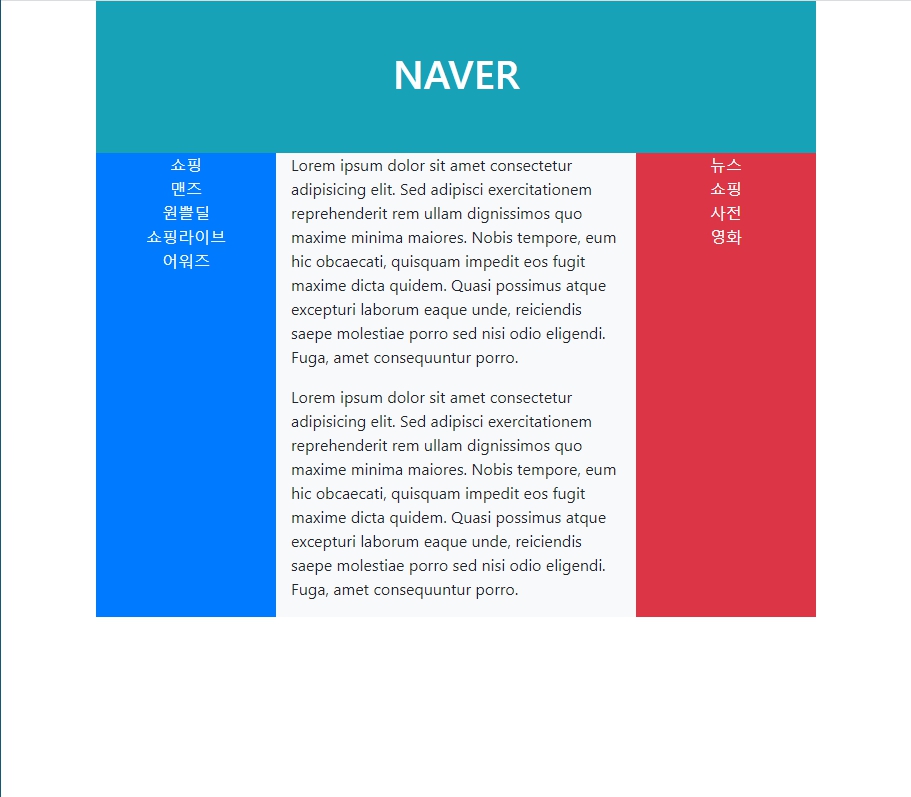 NAVER
쇼핑
맨즈
원쁠딜
쇼핑라이브
어워즈
Lorem ipsum dolor sit amet consectetur
adipisicing elit. Sed adipisci exercitationem
reprehenderit rem ullam dignissimos quo
maxime minima maiores. Nobis tempore, eum
hic obcaecati, quisquam impedit eos fugit
maxime dicta quidem. Quasi possimus atque
excepturi laborum eaque unde, reiciendis
saepe molestiae porro sed nisi odio eligendi.
Fuga, amet consequuntur porro.
Lorem ipsum dolor sit amet consectetur
adipisicing elit. Sed adipisci exercitationem
reprehenderit rem ullam dignissimos quo
maxime minima maiores. Nobis tempore, eum
hic obcaecati, quisquam impedit eos fugit
maxime dicta quidem. Quasi possimus atque
excepturi laborum eaque unde, reiciendis
saepe molestiae porro sed nisi odio eligendi.
Fuga, amet consequuntur porro.
뉴스
쇼핑
사전
영화